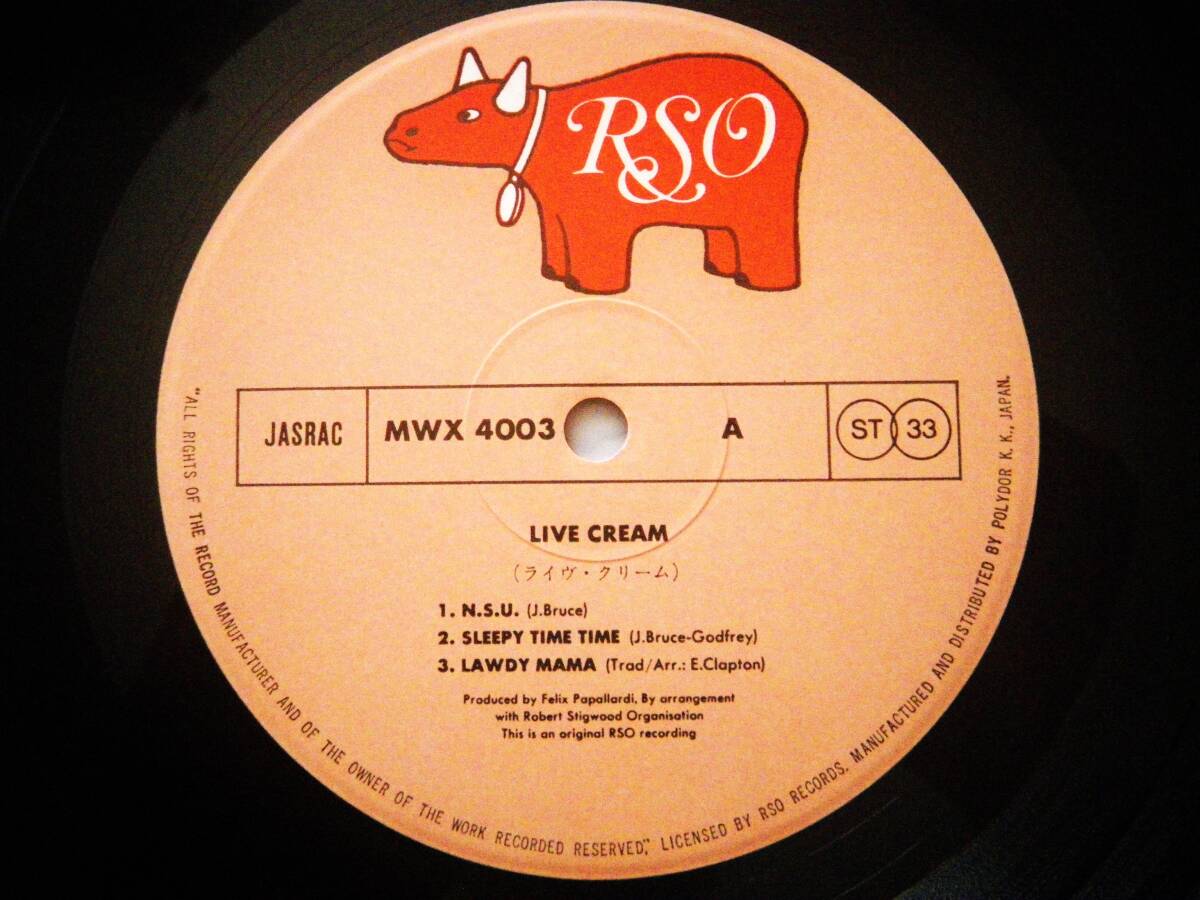 RSO
JASRAC MWX 4003 A ST 33
LIVE CREAM
(ライヴ・クリーム)
1. N.S.U. (J.Bruce)
2. SLEEPY TIME TIME (J.Bruce-Godfrey)
3. LAWDY MAMA (Trad/Arr.: E.Clapton)
Produced by Felix Papallardi, By arrangement
with Robert Stigwood Organisation
This is an original RSO recording
"ALL RIGHTS OF THE RECORD MANUFACTURER AND OF THE OWNER OF THE WORK RECORDED RESERVED," LICENSED BY RSO RECORDS. MANUFACTURED AND DISTRIBUTED BY POLYDOR K. K., JAPAN.